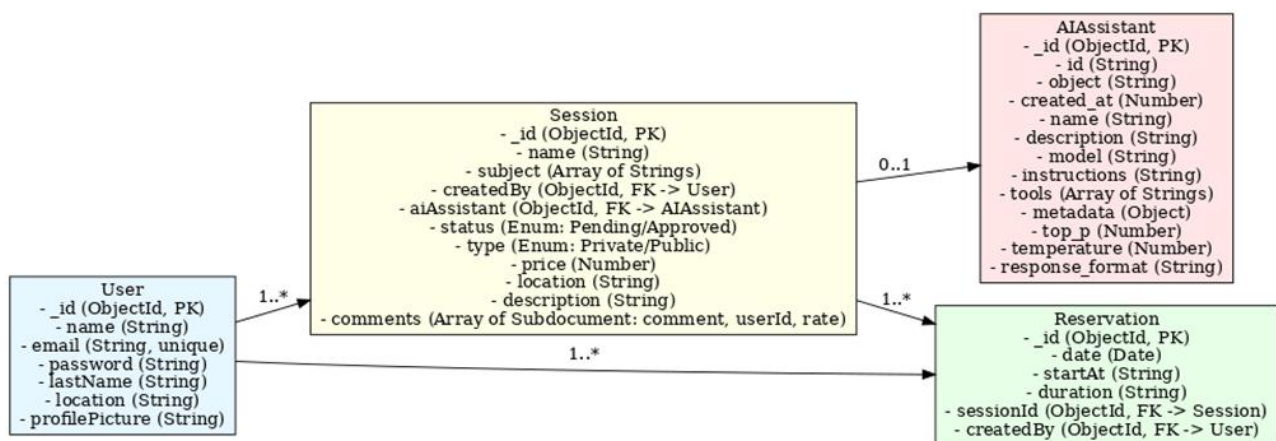 User
- _id (ObjectId, PK)
- name (String)
- email (String, unique)
- password (String)
- lastName (String)
- location (String)
- profilePicture (String)
1..*
1..*
Session
- _id (ObjectId, PK)
- name (String)
- subject (Array of Strings)
- createdBy (ObjectId, FK -> User)
- aiAssistant (ObjectId, FK -> AIAssistant)
- status (Enum: Pending/Approved)
- type (Enum: Private/Public)
- price (Number)
- location (String)
- description (String)
- comments (Array of Subdocument: comment, userId, rate)
0..1
1..*
AIAssistant
- _id (ObjectId, PK)
- id (String)
- object (String)
- created_at (Number)
- name (String)
- description (String)
- model (String)
- instructions (String)
- tools (Array of Strings)
- metadata (Object)
- top_p (Number)
- temperature (Number)
- response_format (String)
Reservation
- _id (ObjectId, PK)
- date (Date)
- startAt (String)
- duration (String)
- sessionId (ObjectId, FK -> Session)
- createdBy (ObjectId, FK -> User)